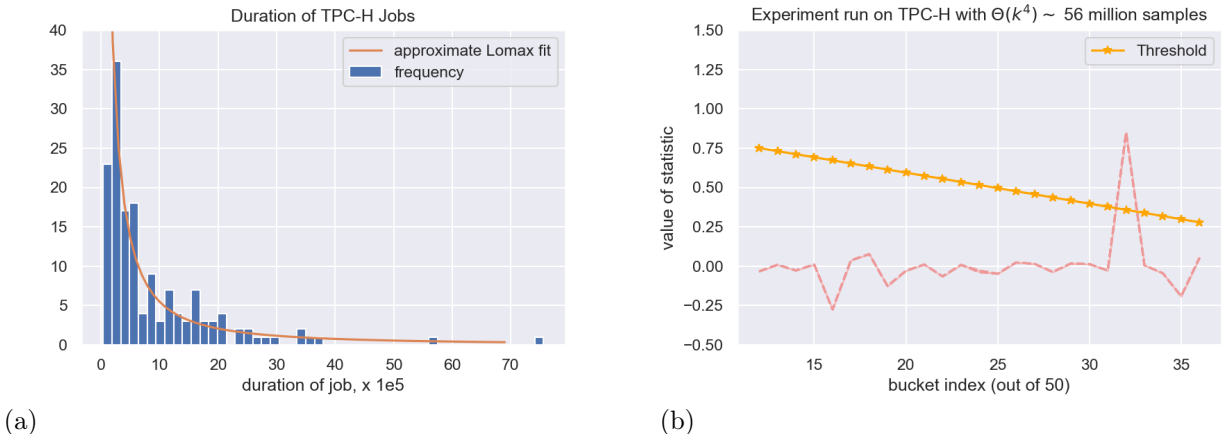 Duration of TPC-H Jobs
40
35
30
25
20
15
10
5
0
approximate Lomax fit
frequency
0 10 20 30 40 50 60 70
duration of job, x 1e5
(a)
Experiment run on TPC-H with Θ(k⁴) ~ 56 million samples
value of statistic
1.50
1.25
1.00
0.75
0.50
0.25
0.00
−0.25
−0.50
Threshold
15 20 25 30 35
bucket index (out of 50)
(b)